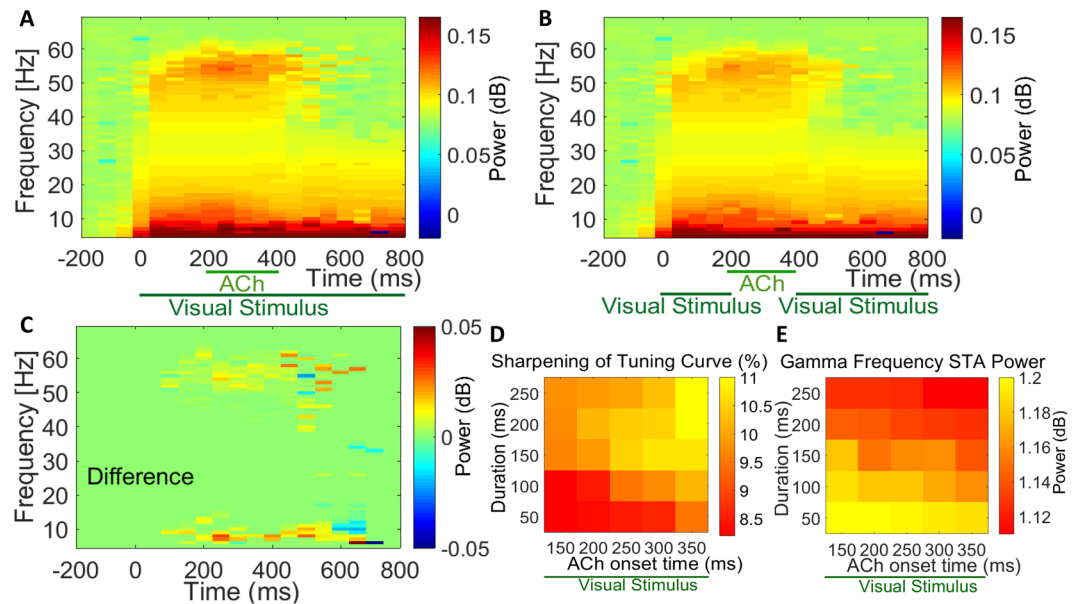 A
B
60
50
40
30
20
10
Frequency [Hz]
-200 0 200 400 600 800
Time (ms)
0.15
0.1
0.05
0
Power (dB)
ACh
Visual Stimulus
60
50
40
30
20
10
Frequency [Hz]
-200 0 200 400 600 800
Time (ms)
0.15
0.1
0.05
0
Power (dB)
ACh
Visual Stimulus Visual Stimulus
C
60
50
40
30
20
10
Frequency [Hz]
Difference
-200 0 200 400 600 800
Time (ms)
0.05
0
-0.05
Power (dB)
D
Sharpening of Tuning Curve (%)
250
200
150
100
50
Duration (ms)
150 200 250 300 350
ACh onset time (ms)
Visual Stimulus
11
10.5
10
9.5
9
8.5
E
Gamma Frequency STA Power
250
200
150
100
50
Duration (ms)
150 200 250 300 350
ACh onset time (ms)
Visual Stimulus
1.2
1.18
1.16
1.14
1.12
Power (dB)